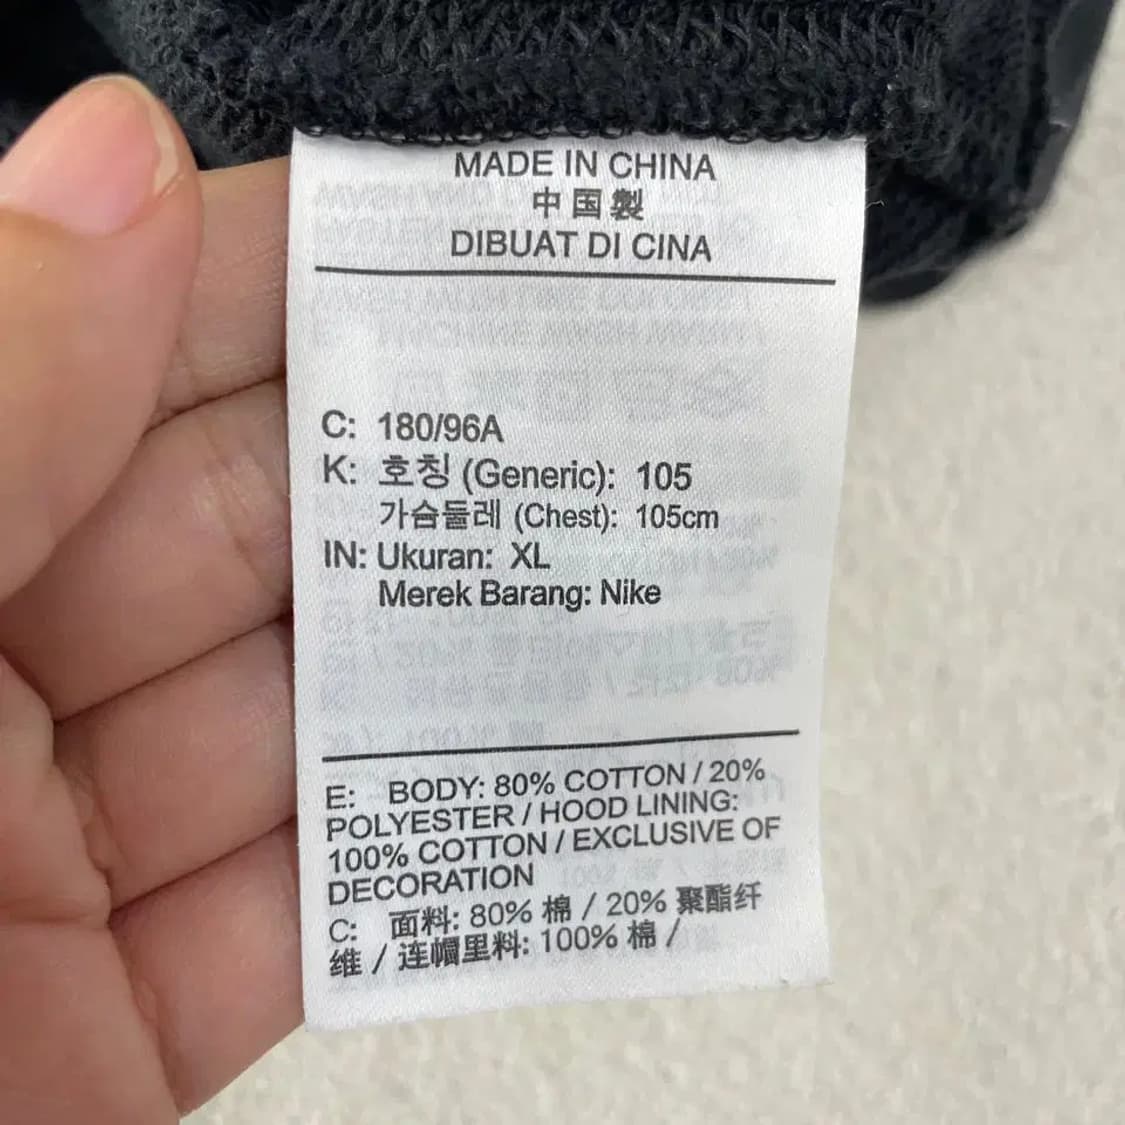 MADE IN CHINA
中国製
DIBUAT DI CINA
C: 180/96A
K: 호칭 (Generic): 105
가슴둘레 (Chest): 105cm
IN: Ukuran: XL
Merek Barang: Nike
E: BODY: 80% COTTON / 20%
POLYESTER / HOOD LINING:
100% COTTON / EXCLUSIVE OF
DECORATION
C: 面料: 80% 棉 / 20% 聚酯纤
维 / 连帽里料: 100% 棉 /